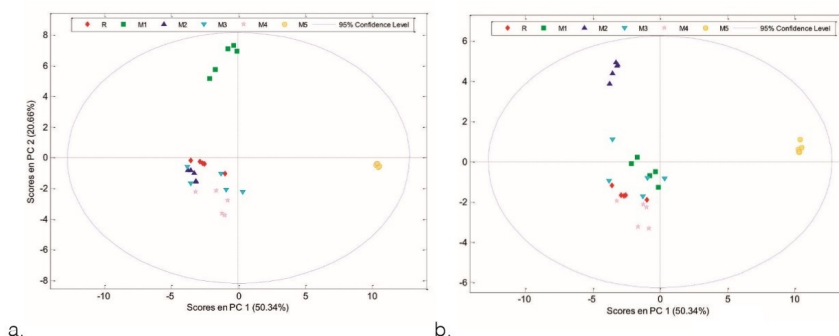 R M1 M2 M3 M4 M5 95% Confidence Level
8
6
4
2
0
-2
-4
-6
-8
Scores en PC 2 (20.66%)
-10 -5 0 5 10
Scores en PC 1 (50.34%)
a.
R M1 M2 M3 M4 M5 95% Confidence Level
6
4
2
0
-2
-4
-6
-10 -5 0 5 10
Scores en PC 1 (50.34%)
b.